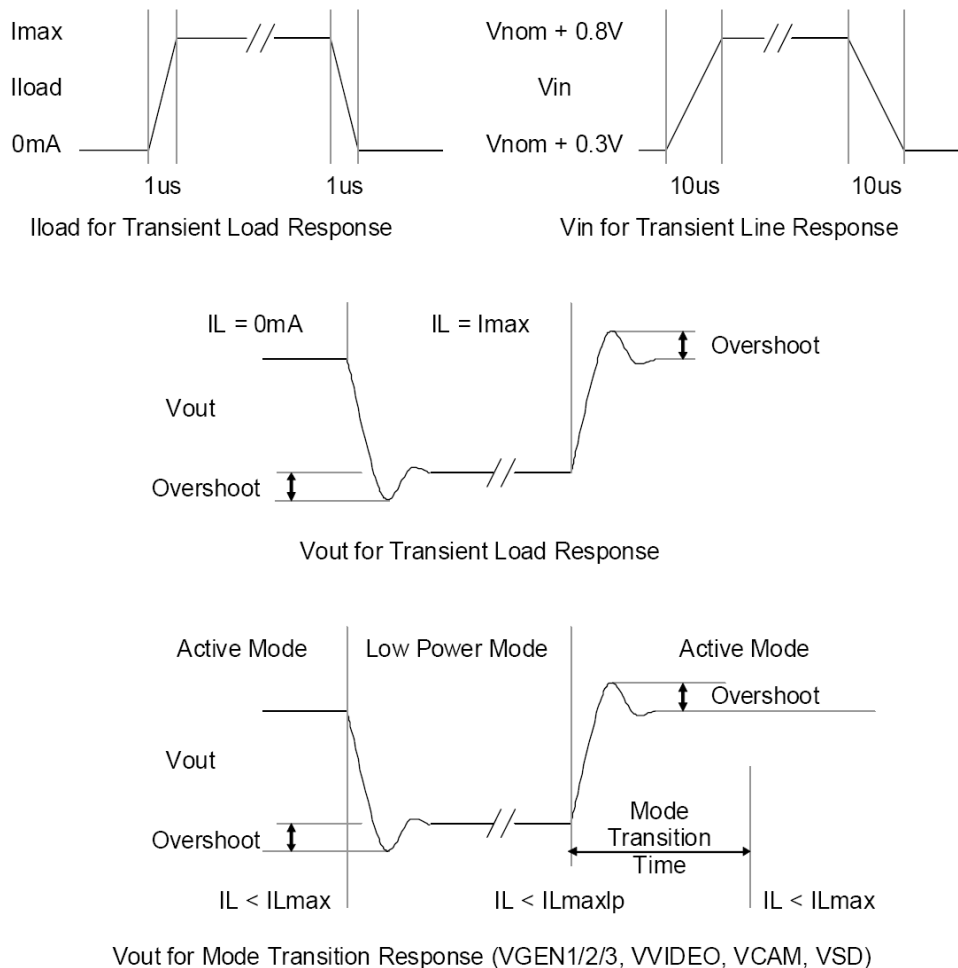 Imax
Iload
0mA
1us
1us
Iload for Transient Load Response
Vnom + 0.8V
Vin
Vnom + 0.3V
10us
10us
Vin for Transient Line Response
IL = 0mA
IL = Imax
Overshoot
Vout
Overshoot
Vout for Transient Load Response
Active Mode
Low Power Mode
Active Mode
Overshoot
Vout
Overshoot
Mode
Transition
Time
IL < ILmax
IL < ILmaxlp
IL < ILmax
Vout for Mode Transition Response (VGEN1/2/3, VVIDEO, VCAM, VSD)